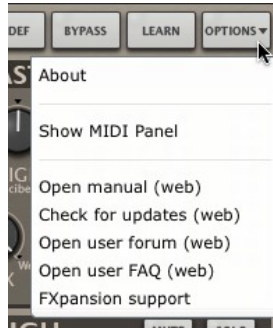 DEF BYPASS LEARN OPTIONS
About
Show MIDI Panel
Open manual (web)
Check for updates (web)
Open user forum (web)
Open user FAQ (web)
FXpansion support